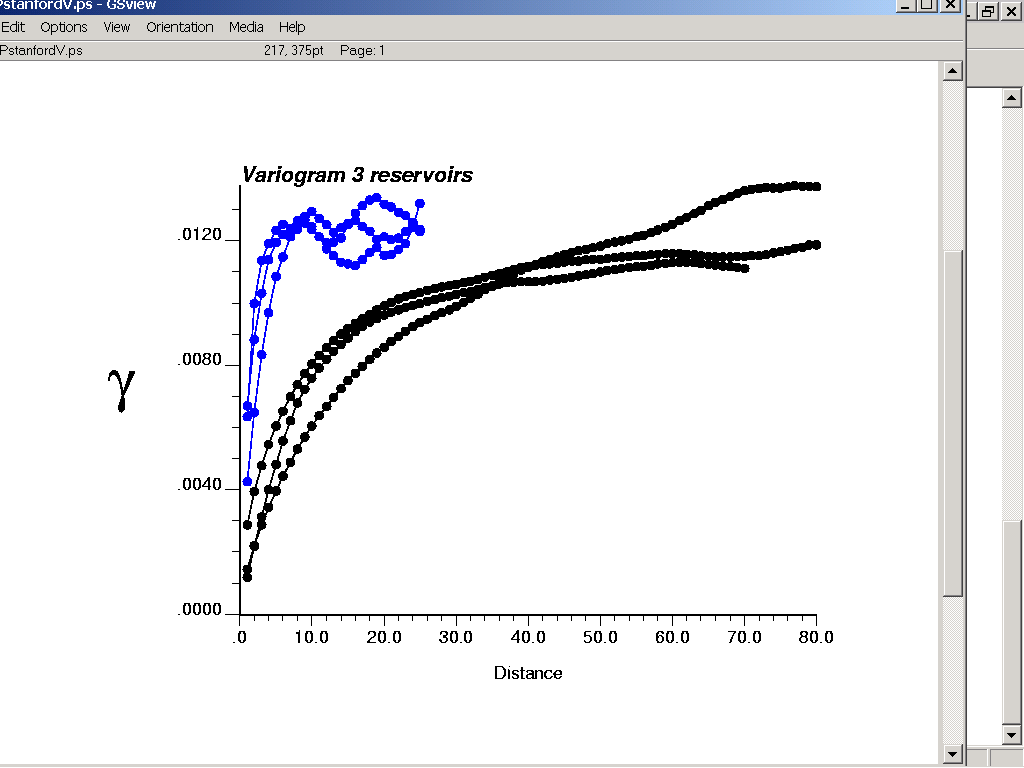 PstanfordV.ps - GSview
Edit Options View Orientation Media Help
PstanfordV.ps 217, 375pt Page: 1
Variogram 3 reservoirs
.0120
.0080
γ
.0040
.0000
.0 10.0 20.0 30.0 40.0 50.0 60.0 70.0 80.0
Distance